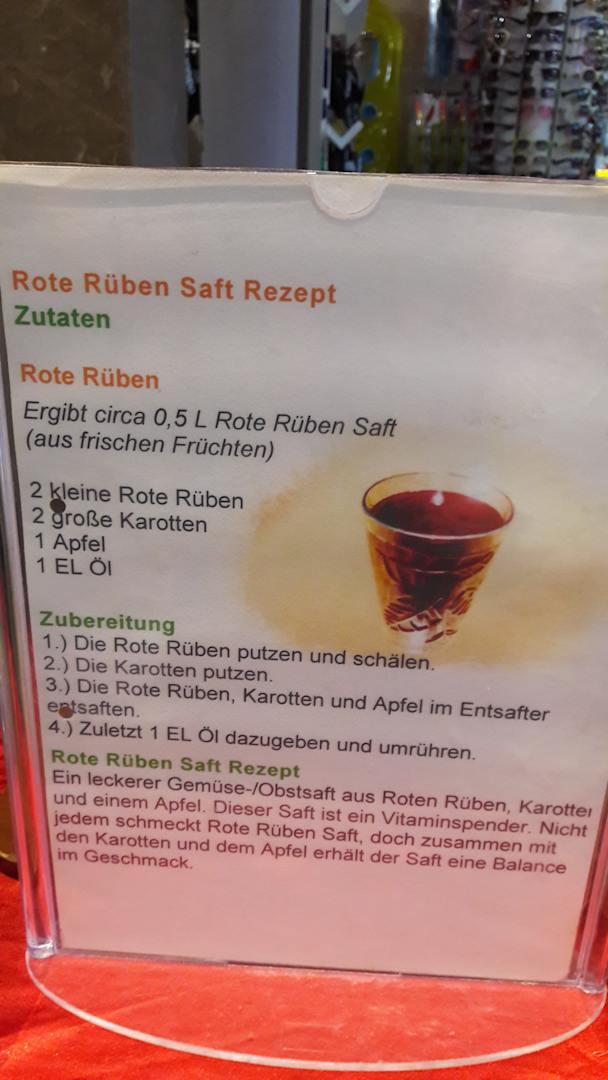 Rote Rüben Saft Rezept
Zutaten
Rote Rüben
Ergibt circa 0,5 L Rote Rüben Saft
(aus frischen Früchten)
2 kleine Rote Rüben
2 große Karotten
1 Apfel
1 EL Öl
Zubereitung
1.) Die Rote Rüben putzen und schälen.
2.) Die Karotten putzen.
3.) Die Rote Rüben, Karotten und Apfel im Entsafter
entsaften.
4.) Zuletzt 1 EL Öl dazugeben und umrühren.
Rote Rüben Saft Rezept
Ein leckerer Gemüse-/Obstsaft aus Roten Rüben, Karotten
und einem Apfel. Dieser Saft ist ein Vitaminspender. Nicht
jedem schmeckt Rote Rüben Saft, doch zusammen mit
den Karotten und dem Apfel erhält der Saft eine Balance
im Geschmack.